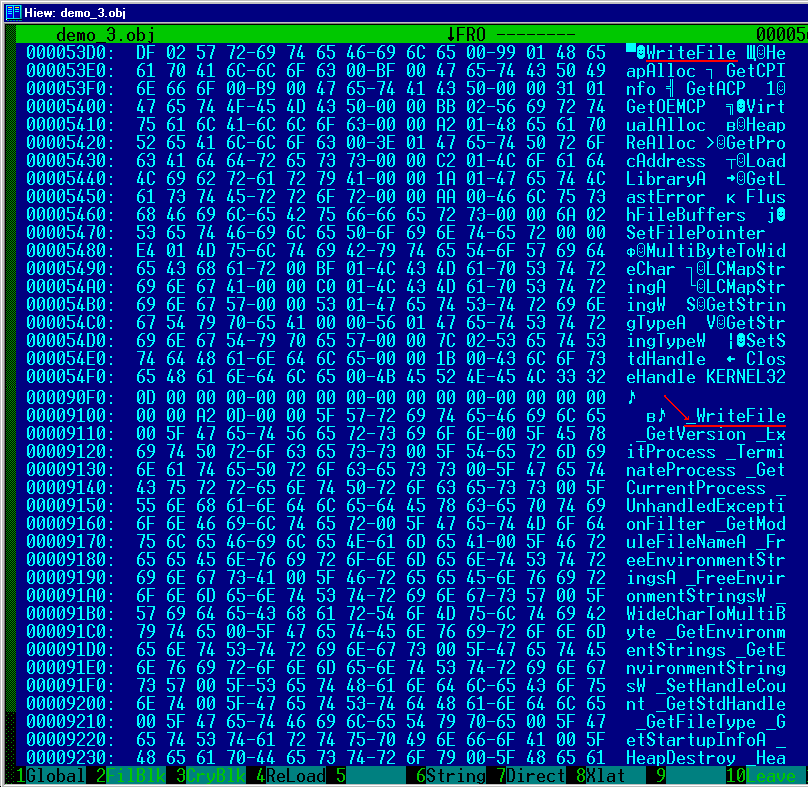 Hiew: demo_3.obj
demo_3.obj ↓FRO -------- 00005
000053D0: DF 02 57 72-69 74 65 46-69 6C 65 00-99 01 48 65 ▀☻WriteFile Щ☺He
000053E0: 61 70 41 6C-6C 6F 63 00-BF 00 47 65-74 43 50 49 apAlloc ┐ GetCPI
000053F0: 6E 66 6F 00-B9 00 47 65-74 41 43 50-00 00 31 01 nfo ╣ GetACP 1☺
00005400: 47 65 74 4F-45 4D 43 50-00 00 BB 02-56 69 72 74 GetOEMCP ╗☻Virt
00005410: 75 61 6C 41-6C 6C 6F 63-00 00 A2 01-48 65 61 70 ualAlloc в☺Heap
00005420: 52 65 41 6C-6C 6F 63 00-3E 01 47 65-74 50 72 6F ReAlloc >☺GetPro
00005430: 63 41 64 64-72 65 73 73-00 00 C2 01-4C 6F 61 64 cAddress ┬☺Load
00005440: 4C 69 62 72-61 72 79 41-00 00 1A 01-47 65 74 4C LibraryA →☺GetL
00005450: 61 73 74 45-72 72 6F 72-00 00 AA 00-46 6C 75 73 astError к Flus
00005460: 68 46 69 6C-65 42 75 66-66 65 72 73-00 00 6A 02 hFileBuffers j☻
00005470: 53 65 74 46-69 6C 65 50-6F 69 6E 74-65 72 00 00 SetFilePointer
00005480: E4 01 4D 75-6C 74 69 42-79 74 65 54-6F 57 69 64 ф☺MultiByteToWid
00005490: 65 43 68 61-72 00 BF 01-4C 43 4D 61-70 53 74 72 eChar ┐☺LCMapStr
000054A0: 69 6E 67 41-00 00 C0 01-4C 43 4D 61-70 53 74 72 ingA └☺LCMapStr
000054B0: 69 6E 67 57-00 00 53 01-47 65 74 53-74 72 69 6E ingW S☺GetStrin
000054C0: 67 54 79 70-65 41 00 00-56 01 47 65-74 53 74 72 gTypeA V☺GetStr
000054D0: 69 6E 67 54-79 70 65 57-00 00 7C 02-53 65 74 53 ingTypeW |☻SetS
000054E0: 74 64 48 61-6E 64 6C 65-00 00 1B 00-43 6C 6F 73 tdHandle ← Clos
000054F0: 65 48 61 6E-64 6C 65 00-4B 45 52 4E-45 4C 33 32 eHandle KERNEL32
000090F0: 0D 00 00 00-00 00 00 00-00 00 00 00-00 00 00 00 ♪
00009100: 00 00 A2 0D-00 00 00 5F-57 72 69 74-65 46 69 6C 65 в♪ _WriteFile
00009110: 00 5F 47 65-74 56 65 72-73 69 6F 6E-00 5F 45 78 _GetVersion _Ex
00009120: 69 74 50 72-6F 63 65 73-73 00 5F 54-65 72 6D 69 itProcess _Termi
00009130: 6E 61 74 65-50 72 6F 63-65 73 73 00-5F 47 65 74 nateProcess _Get
00009140: 43 75 72 72-65 6E 74 50-72 6F 63 65-73 73 00 5F CurrentProcess _
00009150: 55 6E 68 61-6E 64 6C 65-64 45 78 63-65 70 74 69 UnhandledExcepti
00009160: 6F 6E 46 69-6C 74 65 72-00 5F 47 65-74 4D 6F 64 onFilter _GetMod
00009170: 75 6C 65 46-69 6C 65 4E-61 6D 65 41-00 5F 46 72 uleFileNameA _Fr
00009180: 65 65 45 6E-76 69 72 6F-6E 6D 65 6E-74 53 74 72 eeEnvironmentStr
00009190: 69 6E 67 73-41 00 5F 46-72 65 65 45-6E 76 69 72 ingsA _FreeEnvir
000091A0: 6F 6E 6D 65-6E 74 53 74-72 69 6E 67-73 57 00 5F onmentStringsW _
000091B0: 57 69 64 65-43 68 61 72-54 6F 4D 75-6C 74 69 42 WideCharToMultiB
000091C0: 79 74 65 00-5F 47 65 74-45 6E 76 69-72 6F 6E 6D yte _GetEnvironm
000091D0: 65 6E 74 53-74 72 69 6E-67 73 00 5F-47 65 74 45 entStrings _GetE
000091E0: 6E 76 69 72-6F 6E 6D 65-6E 74 53 74-72 69 6E 67 nvironmentString
000091F0: 73 57 00 5F-53 65 74 48-61 6E 64 6C-65 43 6F 75 sW _SetHandleCou
00009200: 6E 74 00 5F-47 65 74 53-74 64 48 61-6E 64 6C 65 nt _GetStdHandle
00009210: 00 5F 47 65-74 46 69 6C-65 54 79 70-65 00 5F 47 _GetFileType _G
00009220: 65 74 53 74-61 72 74 75-70 49 6E 66-6F 41 00 5F etStartupInfoA _
00009230: 48 65 61 70-44 65 73 74-72 6F 79 00-5F 48 65 61 HeapDestroy _Hea
1Global 2FilBlk 3CryBlk 4ReLoad 5 6String 7Direct 8Xlat 9 10Leave